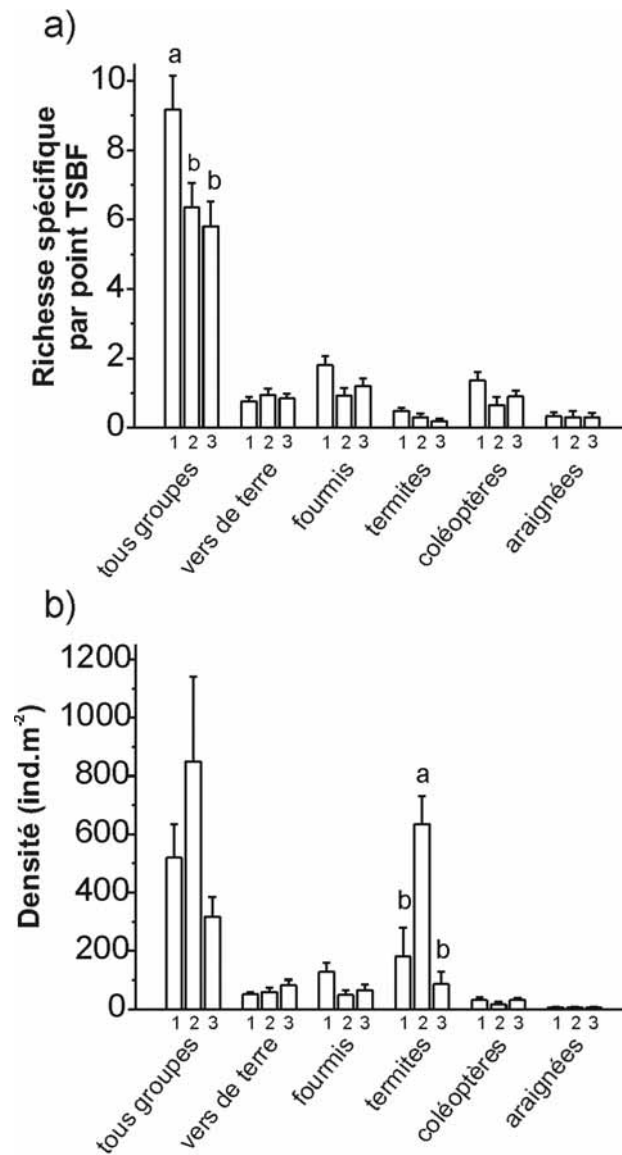 a)
Richesse spécifique
par point TSBF
10
8
6
4
2
0
a
b
b
1 2 3 1 2 3 1 2 3 1 2 3 1 2 3 1 2 3
tous groupes
vers de terre
fourmis
termites
coléoptères
araignées
b)
Densité (ind.m-2)
1200
1000
800
600
400
200
0
b
a
b
1 2 3 1 2 3 1 2 3 1 2 3 1 2 3 1 2 3
tous groupes
vers de terre
fourmis
termites
coléoptères
araignées